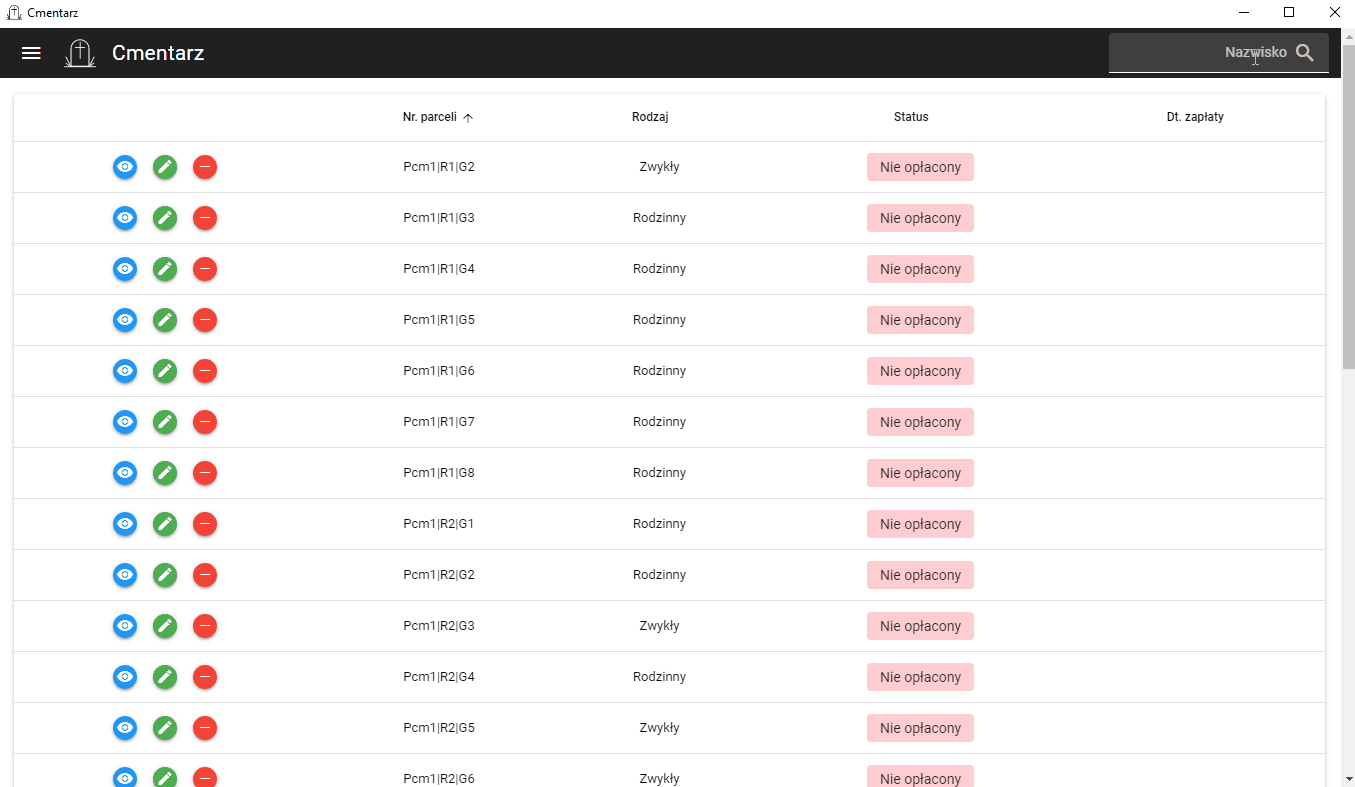 Cmentarz
Cmentarz Nazwisko
Nr. parceli Rodzaj Status Dt. zapłaty
Pcm1|R1|G2 Zwykły Nie opłacony
Pcm1|R1|G3 Rodzinny Nie opłacony
Pcm1|R1|G4 Rodzinny Nie opłacony
Pcm1|R1|G5 Rodzinny Nie opłacony
Pcm1|R1|G6 Rodzinny Nie opłacony
Pcm1|R1|G7 Rodzinny Nie opłacony
Pcm1|R1|G8 Rodzinny Nie opłacony
Pcm1|R2|G1 Rodzinny Nie opłacony
Pcm1|R2|G2 Rodzinny Nie opłacony
Pcm1|R2|G3 Zwykły Nie opłacony
Pcm1|R2|G4 Rodzinny Nie opłacony
Pcm1|R2|G5 Zwykły Nie opłacony
Pcm1|R2|G6 Zwykły Nie opłacony